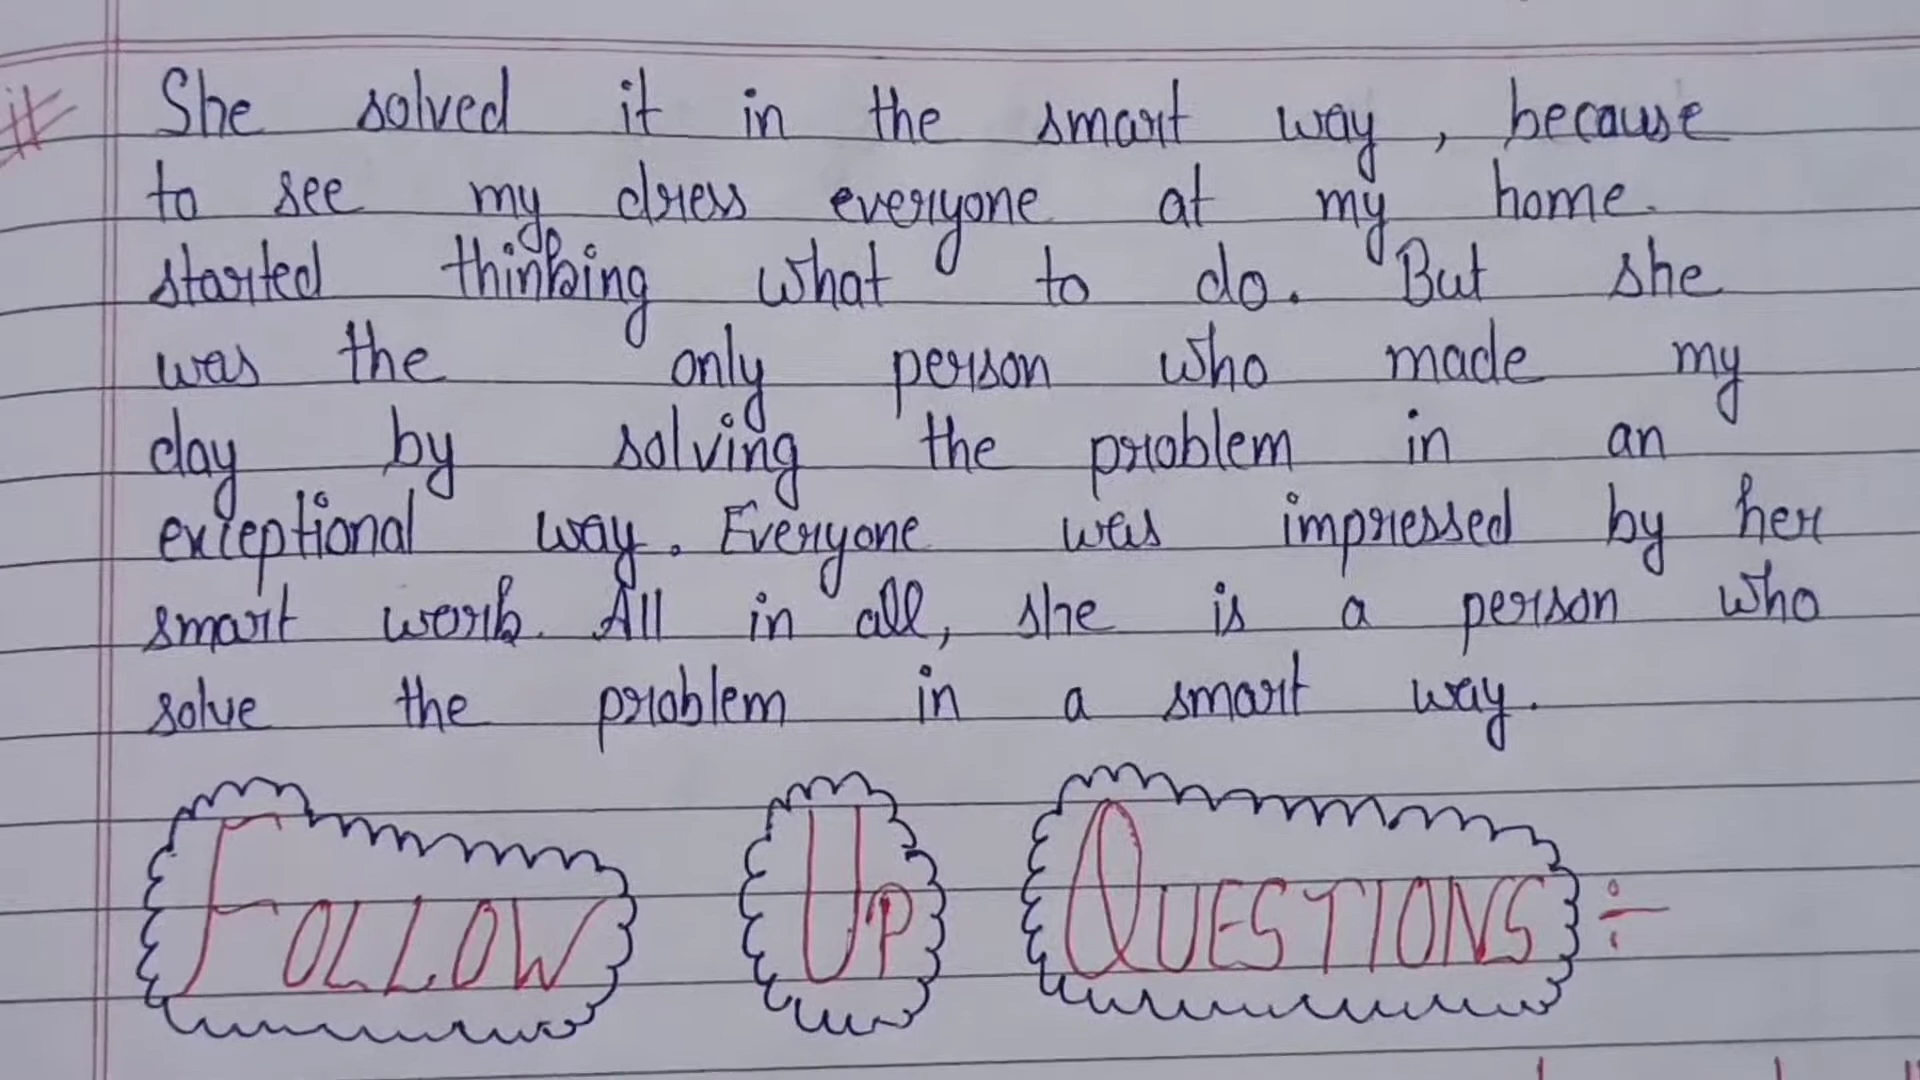 # She solved it in the smart way, because
to see my dress everyone at my home.
started thinking what to do. But she
was the only person who made my
day by solving the problem in an
exceptional way. Everyone was impressed by her
smart work. All in all, she is a person who
solve the problem in a smart way.
FOLLOW UP QUESTIONS ÷